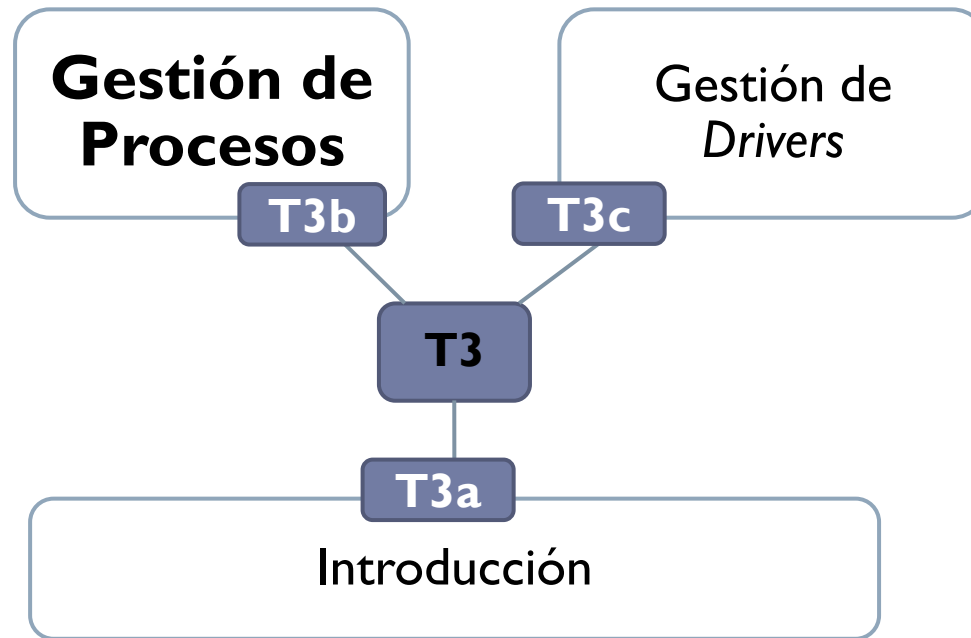 Gestión de
Procesos
T3b
Gestión de
Drivers
T3c
T3
T3a
Introducción